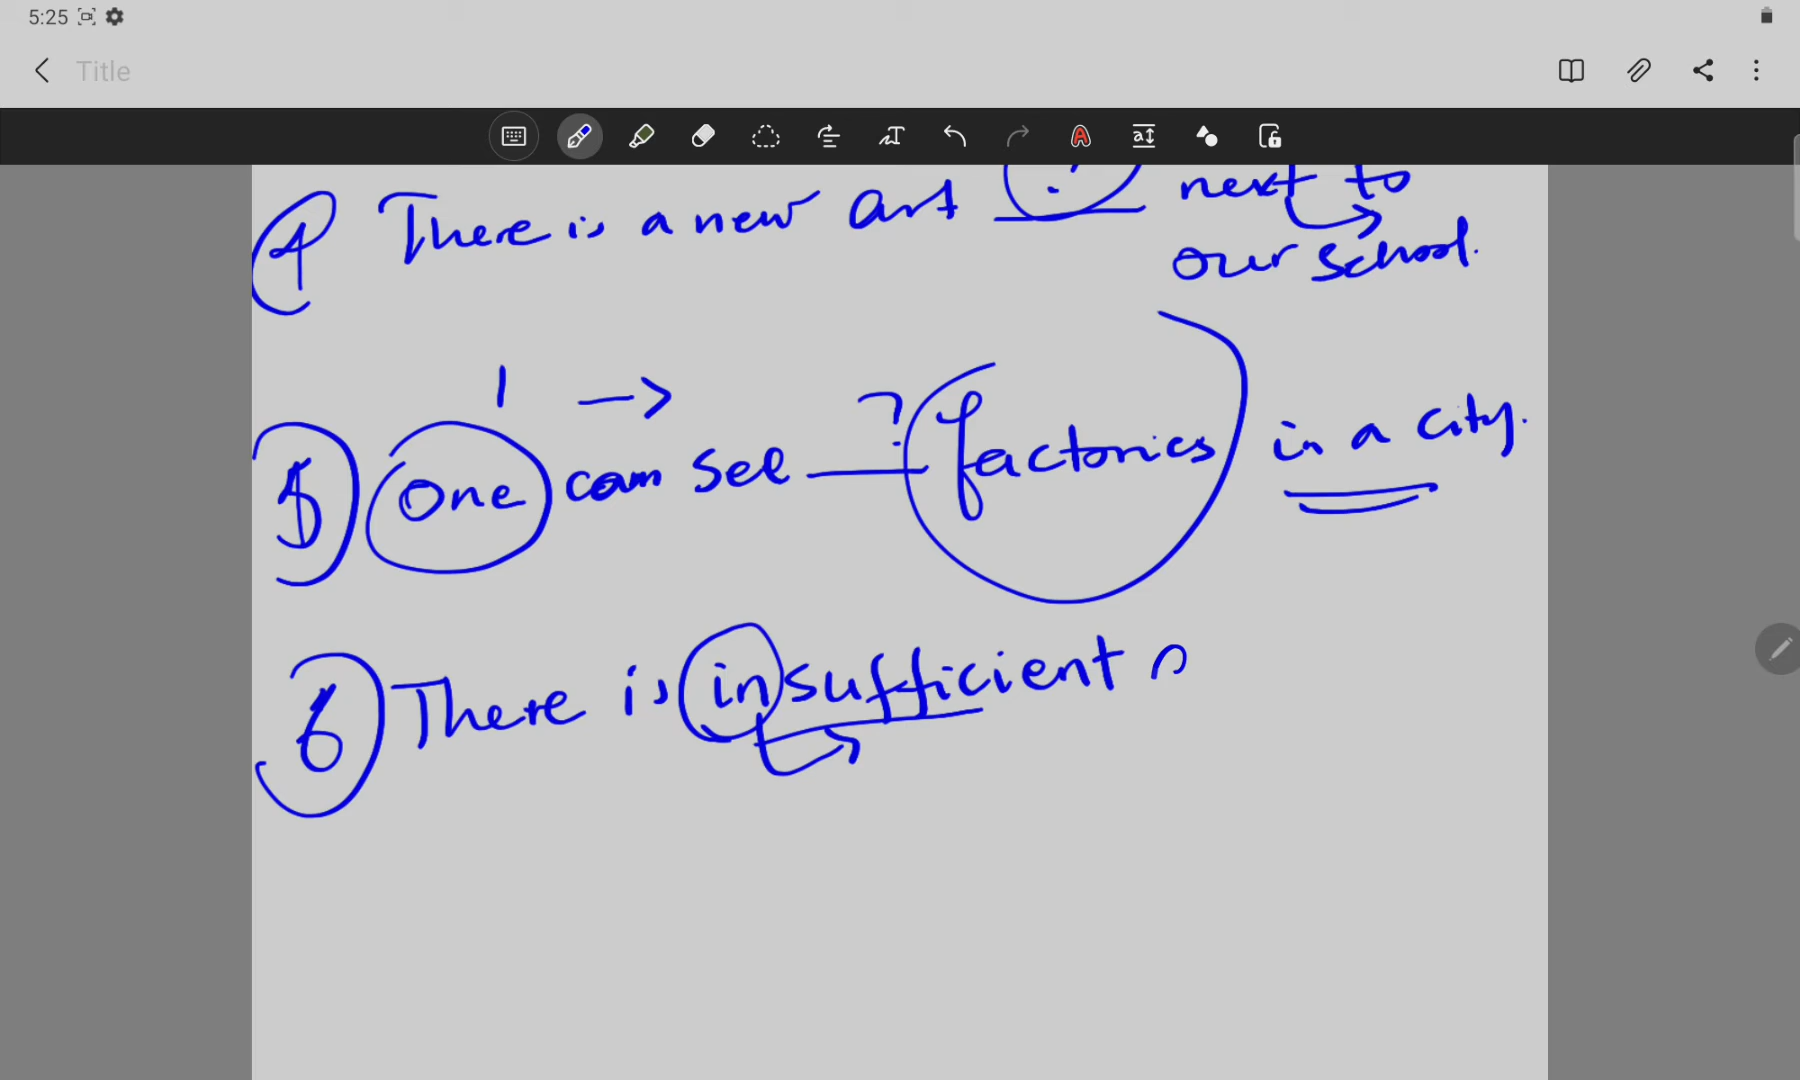 5:25
Title
4 There is a new art ? next to
our school.
1 →
5 One can see ? factories in a city.
6 There is insufficient